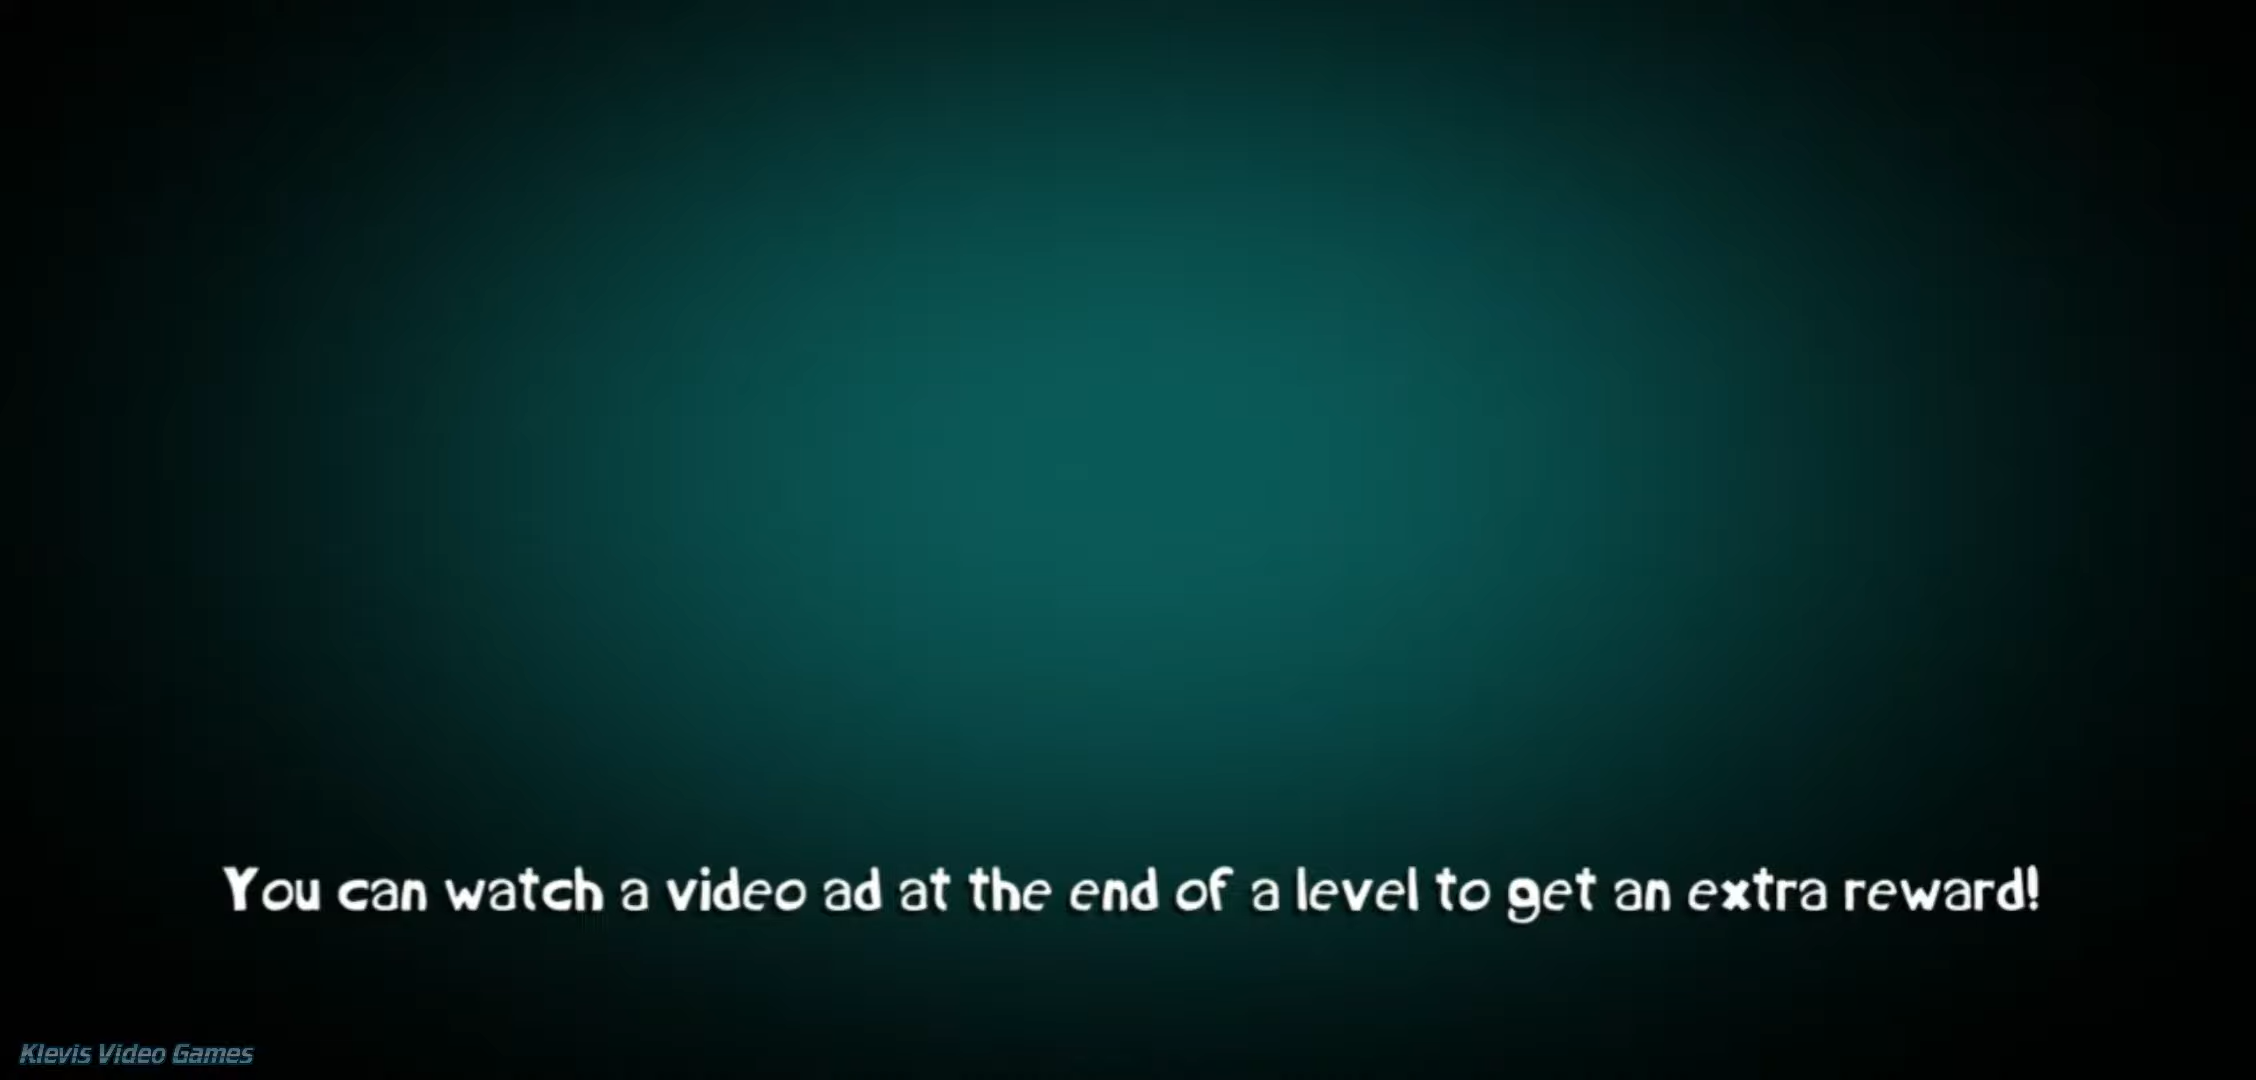 You can watch a video ad at the end of a level to get an extra reward!
Klevis Video Games